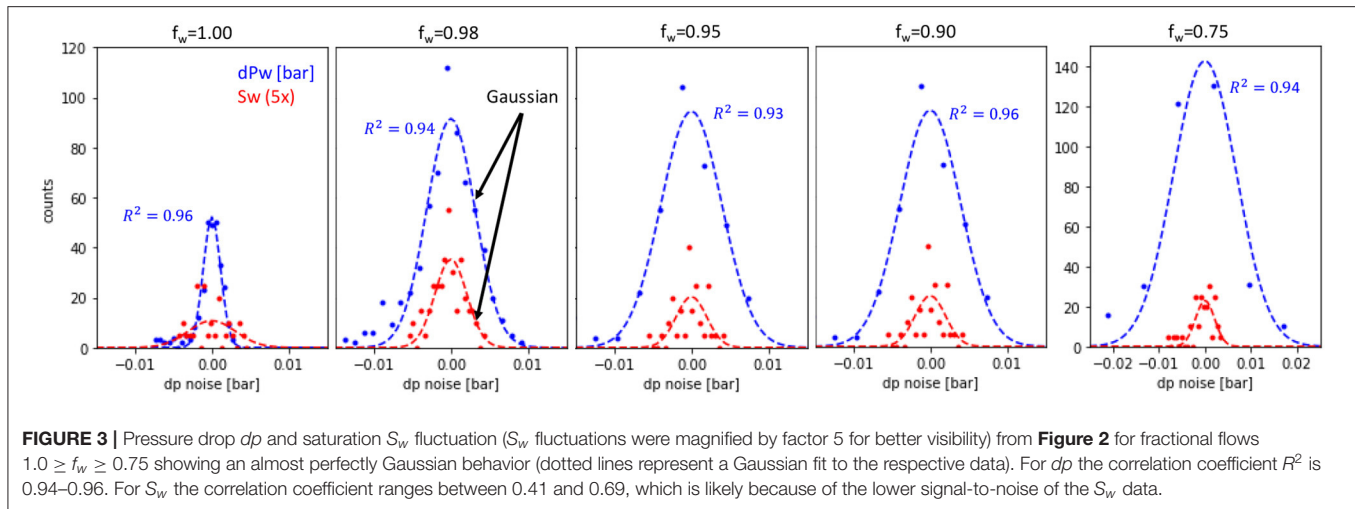 f_w=1.00
f_w=0.98
f_w=0.95
f_w=0.90
f_w=0.75
120
100
80
60
40
20
0
counts
dPw [bar]
Sw (5x)
R² = 0.96
−0.01 0.00 0.01
dp noise [bar]
R² = 0.94
Gaussian
−0.01 0.00 0.01
dp noise [bar]
R² = 0.93
−0.01 0.00 0.01
dp noise [bar]
R² = 0.96
−0.01 0.00 0.01
dp noise [bar]
140
120
100
80
60
40
20
0
R² = 0.94
−0.02 −0.01 0.00 0.01 0.02
dp noise [bar]
FIGURE 3 | Pressure drop dp and saturation S_w fluctuation (S_w fluctuations were magnified by factor 5 for better visibility) from Figure 2 for fractional flows
1.0 ≥ f_w ≥ 0.75 showing an almost perfectly Gaussian behavior (dotted lines represent a Gaussian fit to the respective data). For dp the correlation coefficient R² is
0.94–0.96. For S_w the correlation coefficient ranges between 0.41 and 0.69, which is likely because of the lower signal-to-noise of the S_w data.